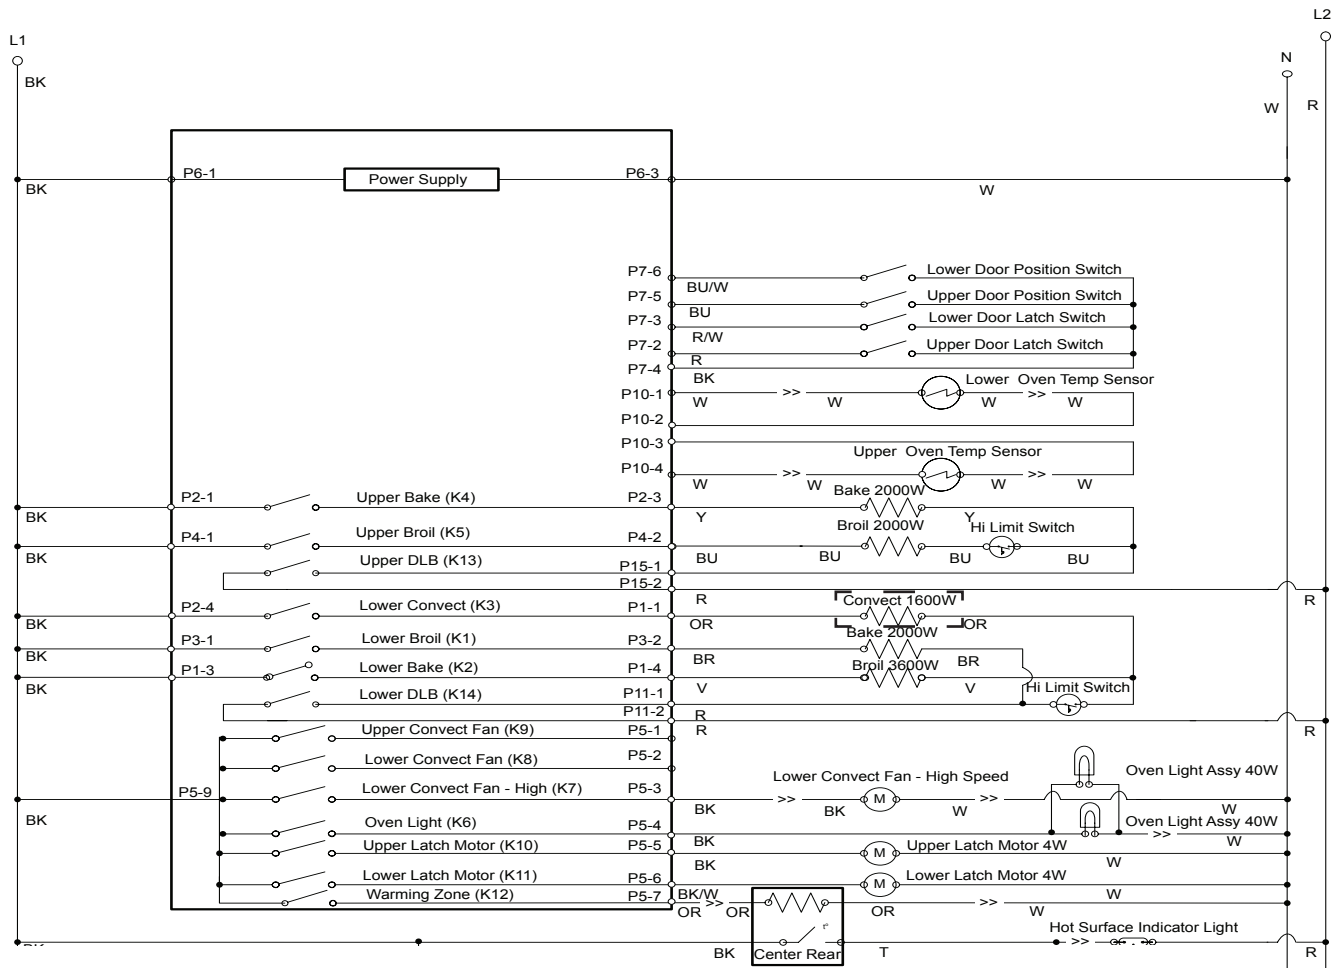 L2
L1
N
BK
W
R
P6-1
Power Supply
P6-3
BK
W
P7-6
Lower Door Position Switch
BU/W
P7-5
Upper Door Position Switch
BU
P7-3
Lower Door Latch Switch
R/W
P7-2
Upper Door Latch Switch
R
P7-4
BK
Lower Oven Temp Sensor
P10-1
>>
>>
W
W
W
W
P10-2
P10-3
Upper Oven Temp Sensor
P10-4
>>
>>
W
W
W
W
P2-1
Upper Bake (K4)
P2-3
Bake 2000W
BK
Y
Y
P4-1
Upper Broil (K5)
P4-2
Broil 2000W
Hi Limit Switch
BK
BU
BU
BU
BU
Upper DLB (K13)
P15-1
P15-2
R
R
P2-4
Lower Convect (K3)
P1-1
Convect 1600W
BK
OR
OR
P3-1
Lower Broil (K1)
P3-2
Bake 2000W
BK
BR
BR
P1-3
Lower Bake (K2)
P1-4
Broil 3600W
BK
V
V
Lower DLB (K14)
P11-1
Hi Limit Switch
P11-2
R
Upper Convect Fan (K9)
P5-1
R
R
Lower Convect Fan (K8)
P5-2
Lower Convect Fan - High Speed
Oven Light Assy 40W
P5-9
Lower Convect Fan - High (K7)
P5-3
>>
M
>>
BK
BK
BK
W
W
Oven Light (K6)
P5-4
Oven Light Assy 40W
>>
BK
W
Upper Latch Motor (K10)
P5-5
M
Upper Latch Motor 4W
BK
W
Lower Latch Motor (K11)
P5-6
M
Lower Latch Motor 4W
BK/W
W
Warming Zone (K12)
P5-7
>>
>>
OR
OR
OR
W
Hot Surface Indicator Light
>>
BK
Center Rear
T
R